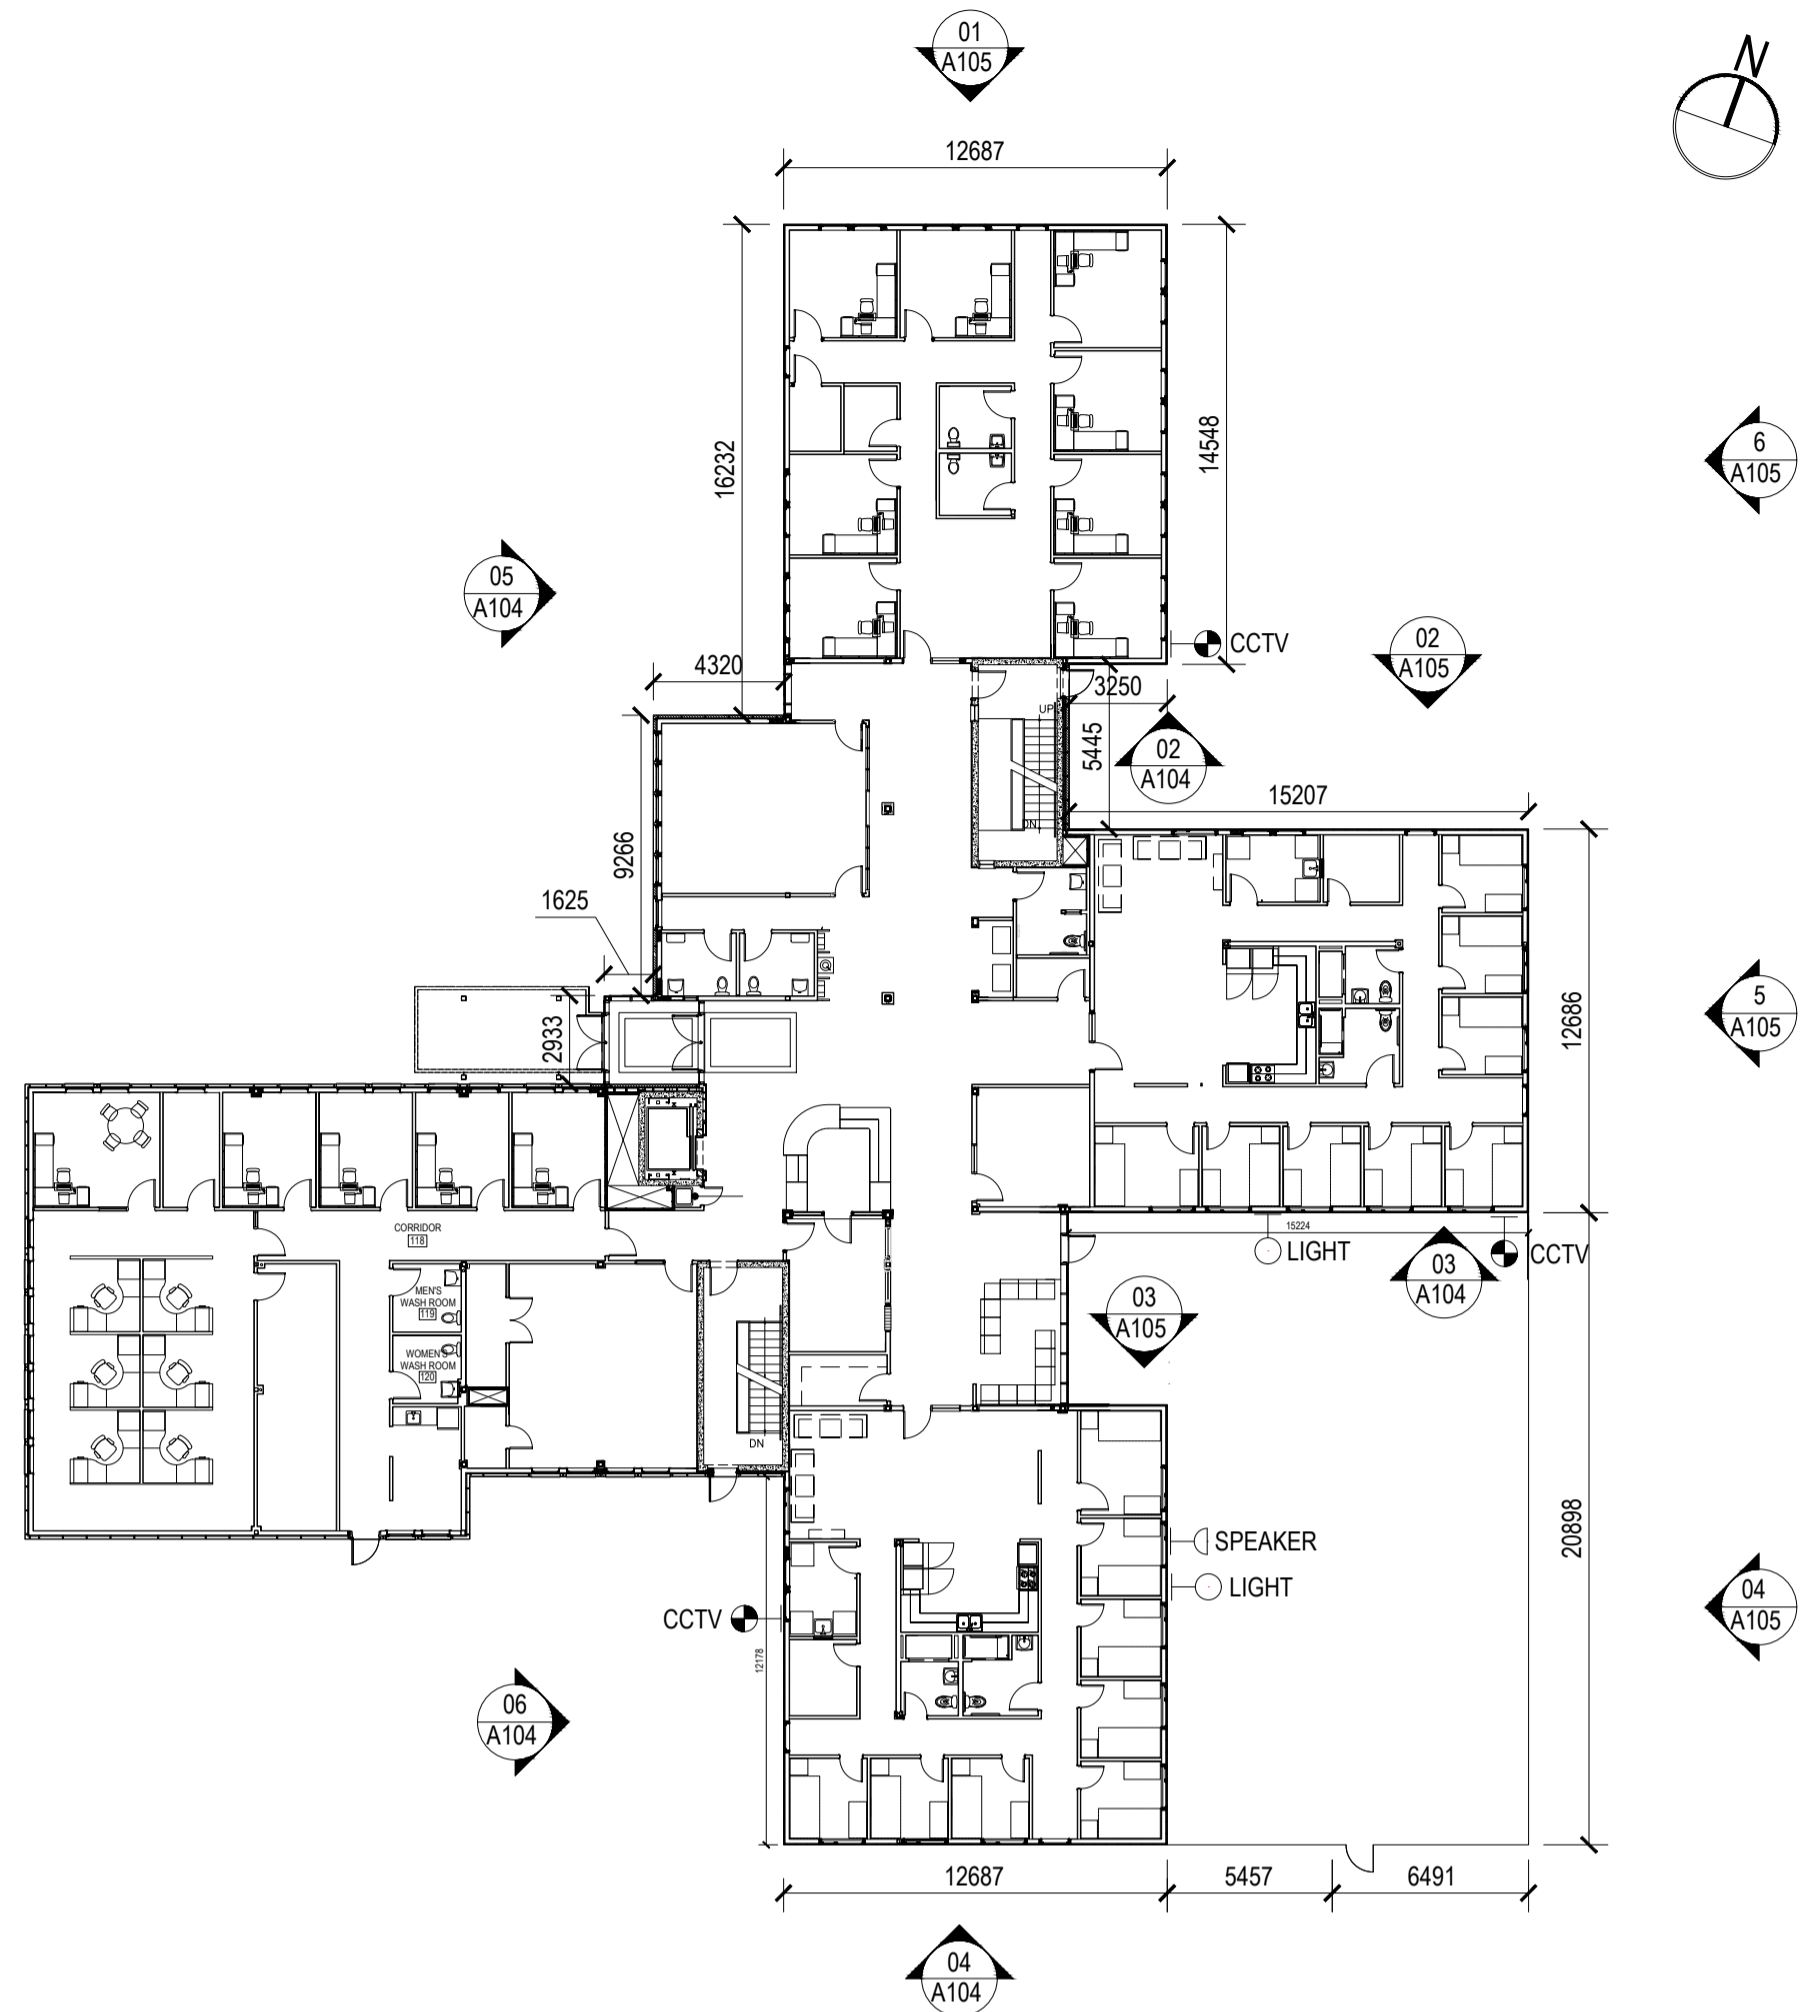 01
A105
N
12687
16232
14548
6
A105
05
A104
CCTV
02
A105
4320
3250
UP
5445
02
A104
15207
DN
9266
1625
2933
12686
5
A105
CORRIDOR
118
15224
LIGHT
CCTV
03
A104
MEN'S
WASH ROOM
119
WOMEN'S
WASH ROOM
120
03
A105
DN
20898
SPEAKER
LIGHT
04
A105
CCTV
12178
06
A104
12687
5457
6491
04
A104